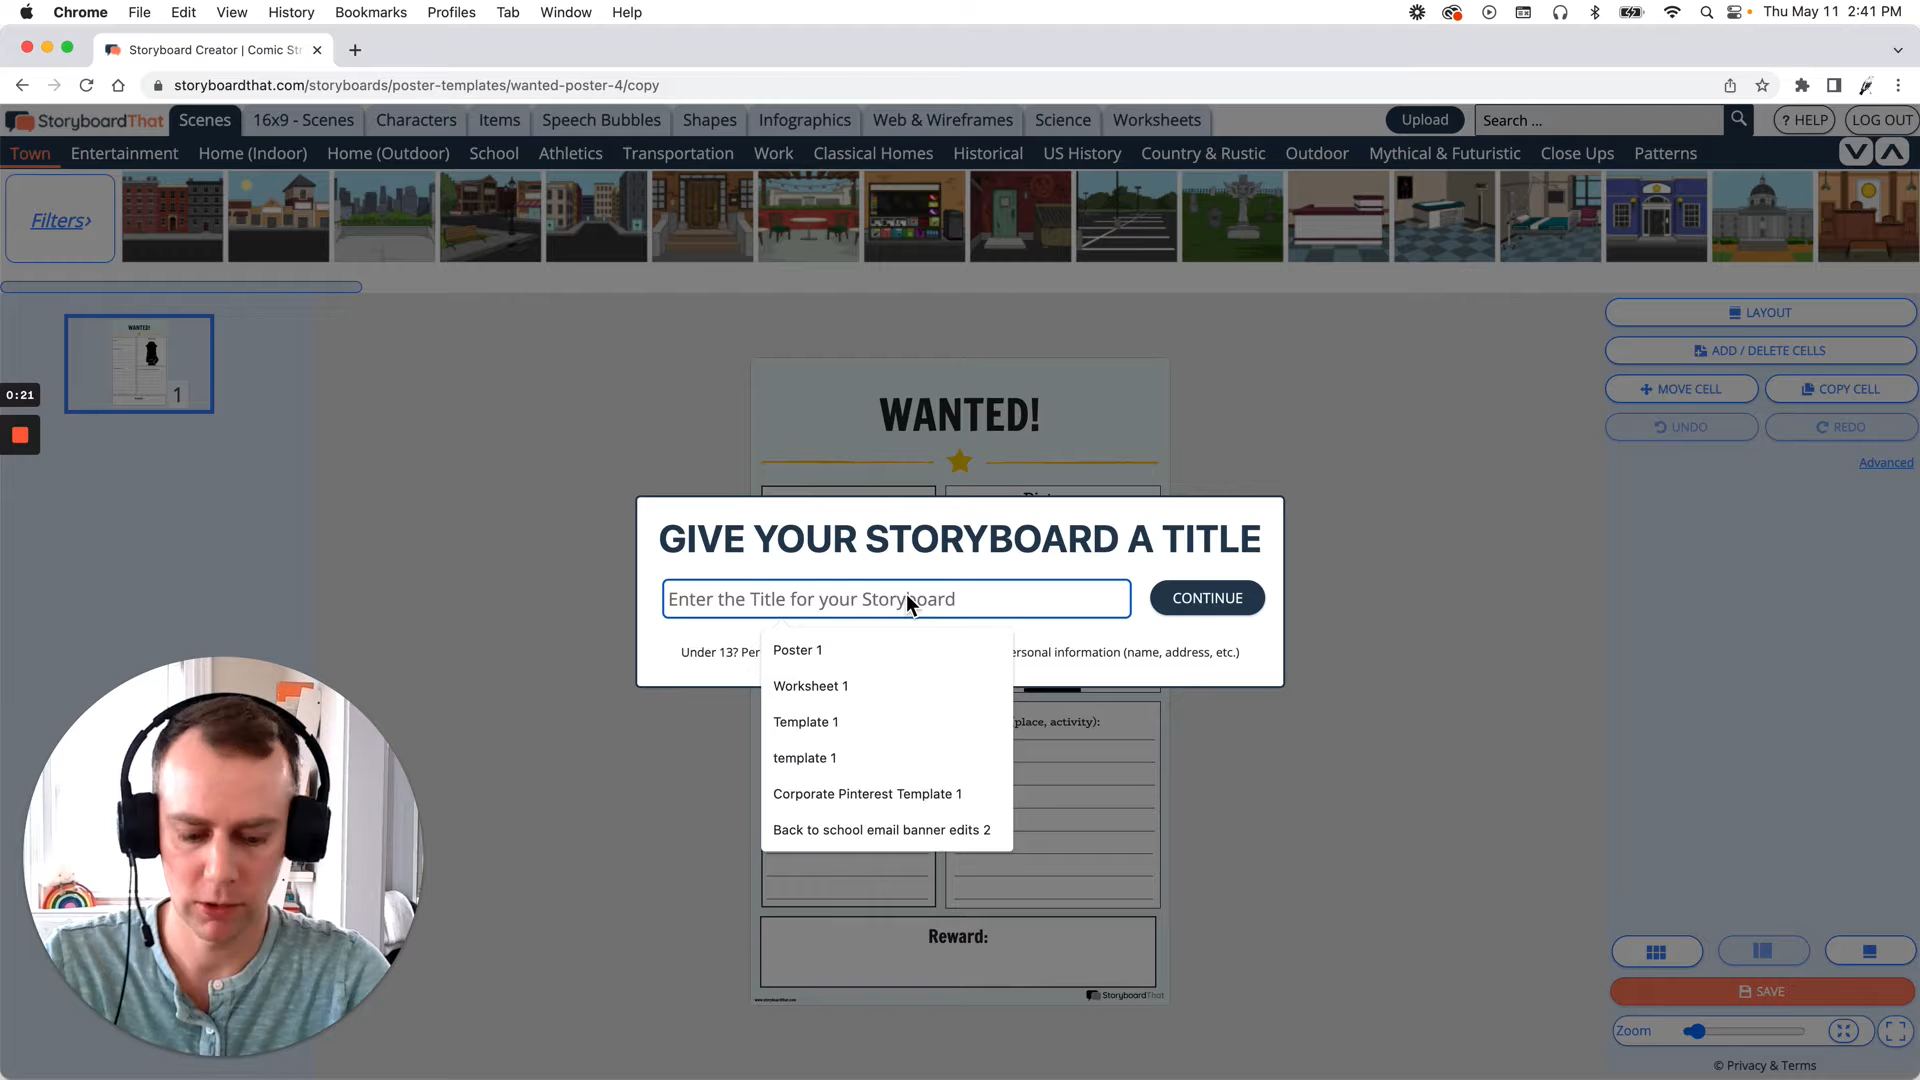 Chrome File Edit View History Bookmarks Profiles Tab Window Help Thu May 11 2:41 PM
Storyboard Creator | Comic St
storyboardthat.com/storyboards/poster-templates/wanted-poster-4/copy
StoryboardThat Scenes 16x9 - Scenes Characters Items Speech Bubbles Shapes Infographics Web & Wireframes Science Worksheets Upload Search ... ? HELP LOG OUT
Town Entertainment Home (Indoor) Home (Outdoor) School Athletics Transportation Work Classical Homes Historical US History Country & Rustic Outdoor Mythical & Futuristic Close Ups Patterns
Filters›
WANTED!
1
0:21
LAYOUT
ADD / DELETE CELLS
MOVE CELL COPY CELL
UNDO REDO
Advanced
WANTED!
GIVE YOUR STORYBOARD A TITLE
Enter the Title for your Storyboard CONTINUE
Under 13? Per ersonal information (name, address, etc.)
Poster 1
Worksheet 1
Template 1
template 1
Corporate Pinterest Template 1
Back to school email banner edits 2
(place, activity):
Reward:
www.storyboardthat.com StoryboardThat
SAVE
Zoom
© Privacy & Terms